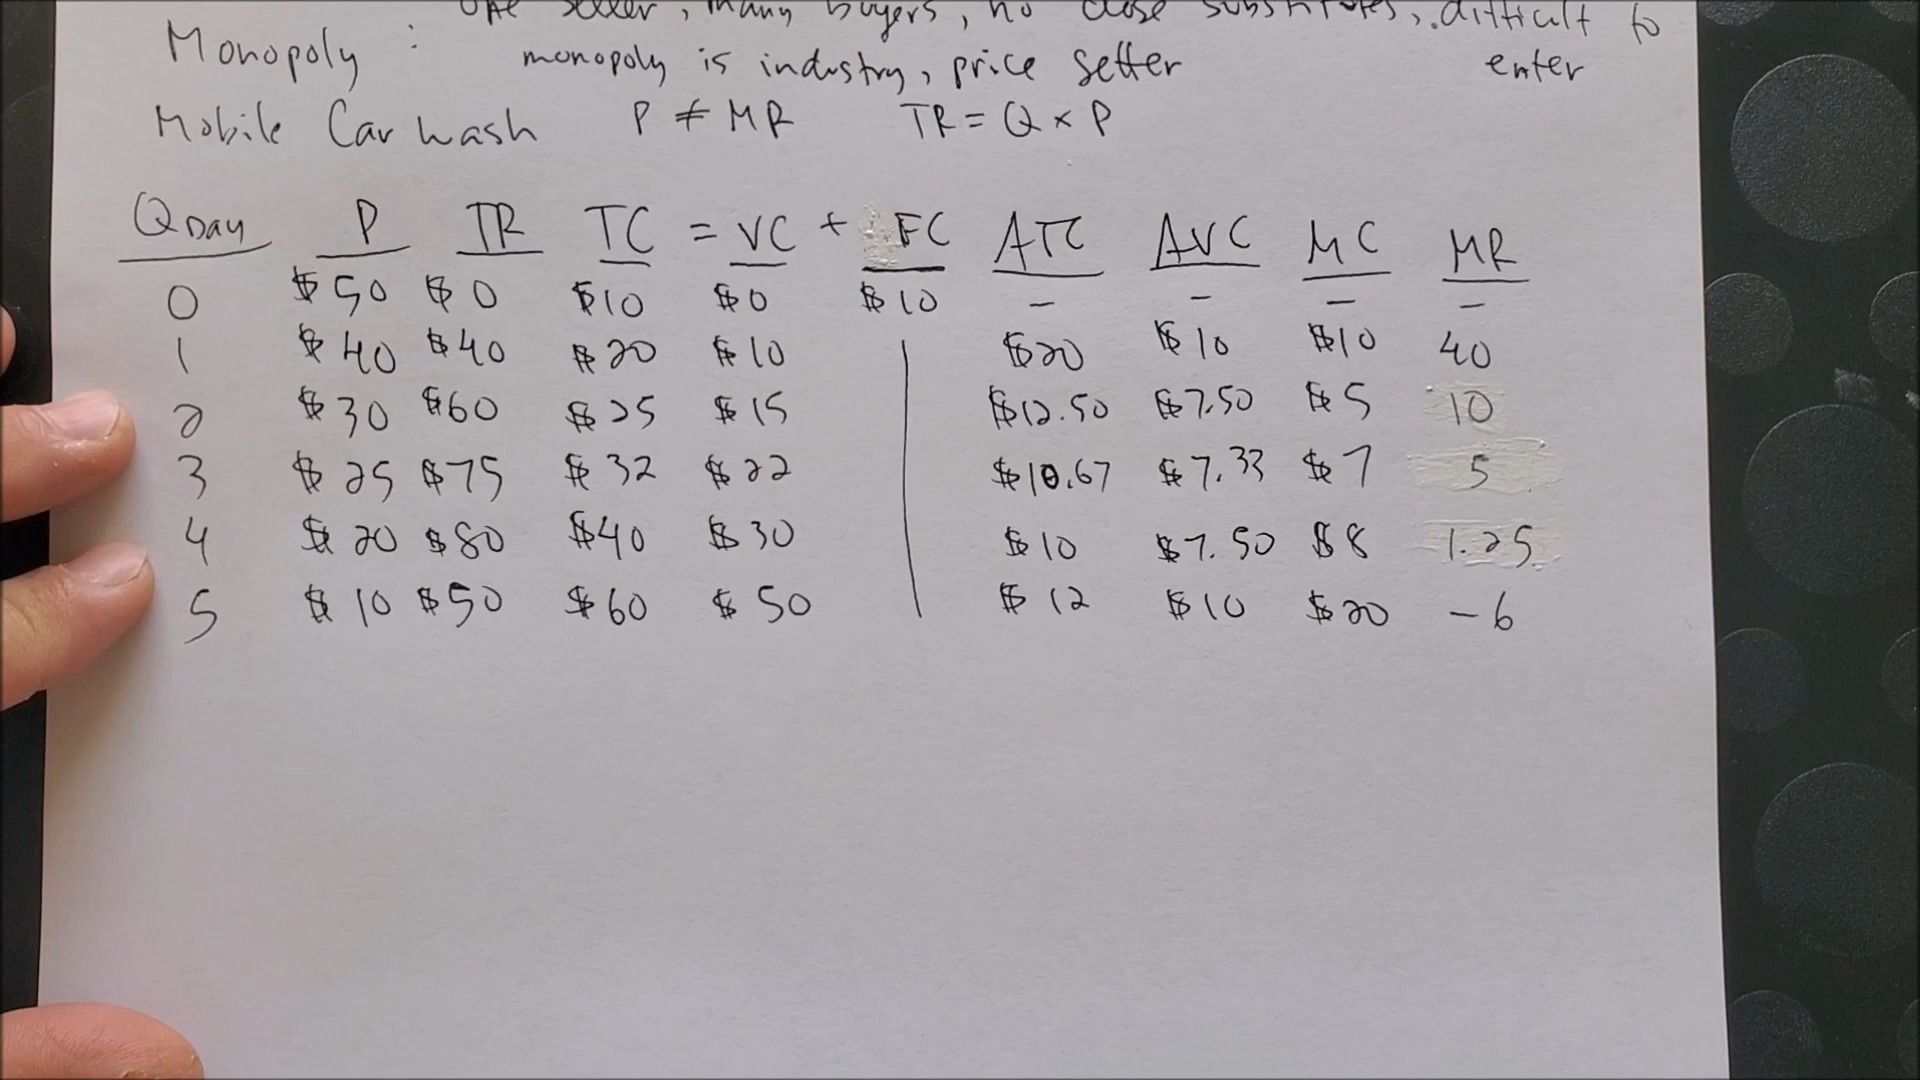 one seller, many buyers, no close substitutes, difficult to
Monopoly : monopoly is industry, price setter enter
Mobile Car wash P ≠ MR TR = Q × P
Q DAY P TR TC = VC + FC ATC AVC MC MR
0 $50 $0 $10 $0 $10 - - - -
1 $40 $40 $20 $10 $20 $10 $10 40
2 $30 $60 $25 $15 $12.50 $7.50 $5 10
3 $25 $75 $32 $22 $10.67 $7.33 $7 5
4 $20 $80 $40 $30 $10 $7.50 $8 1.25
5 $10 $50 $60 $50 $12 $10 $20 -6